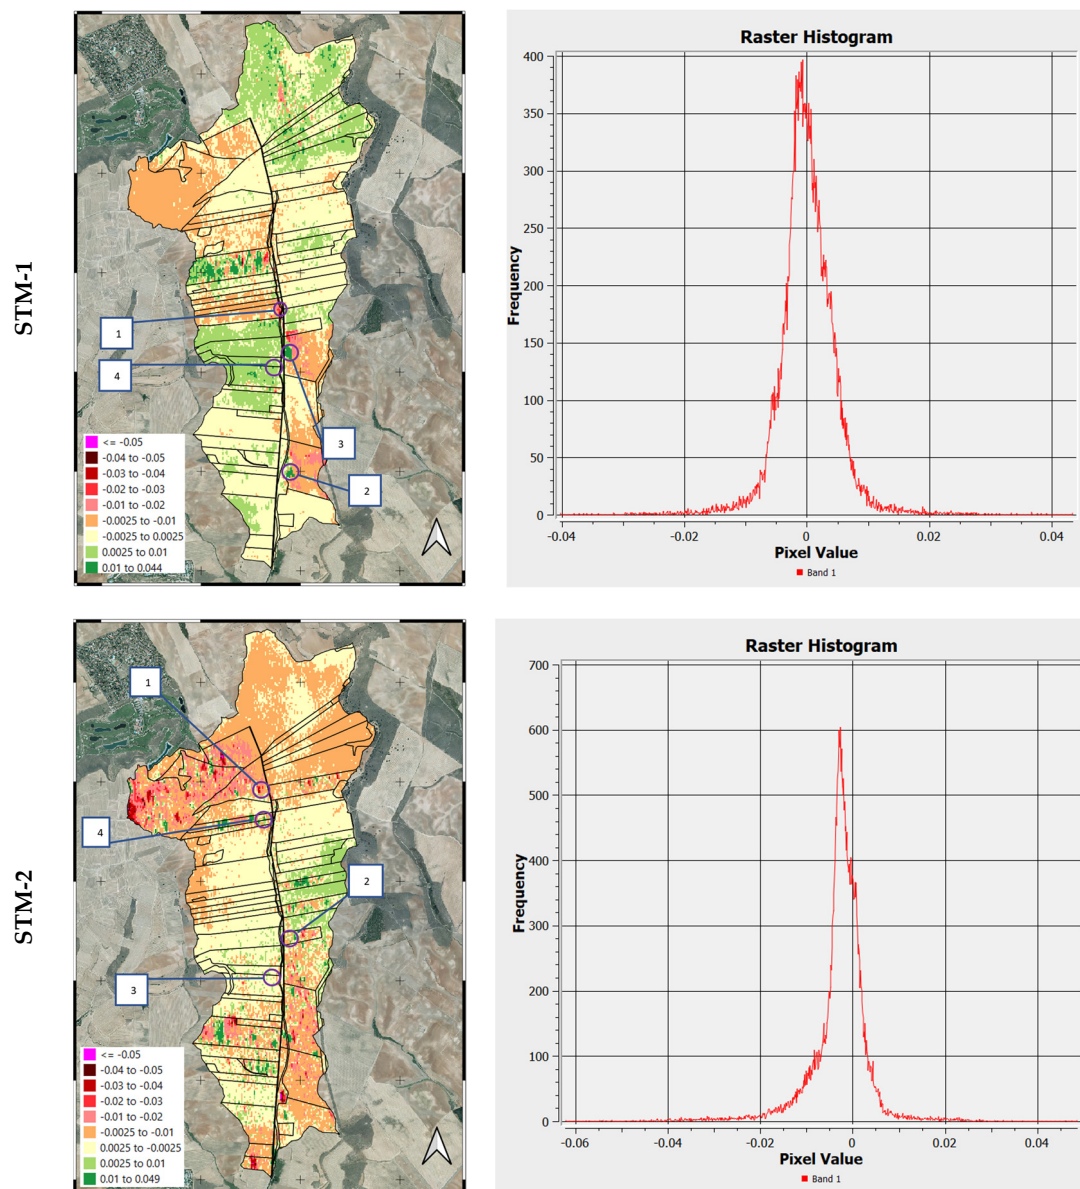 STM-1
1
4
3
2
<= -0.05
-0.04 to -0.05
-0.03 to -0.04
-0.02 to -0.03
-0.01 to -0.02
-0.0025 to -0.01
-0.0025 to 0.0025
0.0025 to 0.01
0.01 to 0.044
Raster Histogram
Frequency
400
350
300
250
200
150
100
50
0
-0.04
-0.02
0
0.02
0.04
Pixel Value
Band 1
STM-2
1
4
2
3
<= -0.05
-0.04 to -0.05
-0.03 to -0.04
-0.02 to -0.03
-0.01 to -0.02
-0.0025 to -0.01
0.0025 to -0.0025
0.0025 to 0.01
0.01 to 0.049
Raster Histogram
Frequency
700
600
500
400
300
200
100
0
-0.06
-0.04
-0.02
0
0.02
0.04
Pixel Value
Band 1